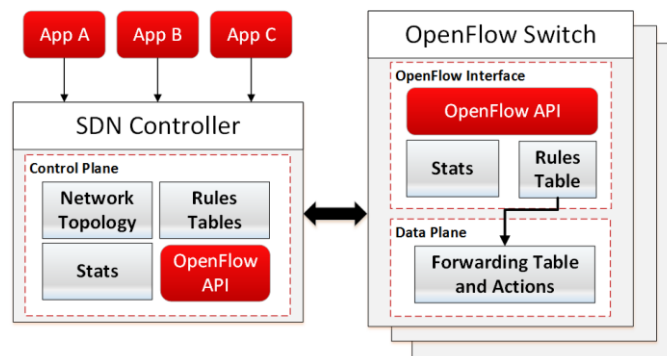 App A
App B
App C
SDN Controller
Control Plane
Network
Topology
Rules
Tables
Stats
OpenFlow
API
OpenFlow Switch
OpenFlow Interface
OpenFlow API
Stats
Rules
Table
Data Plane
Forwarding Table
and Actions